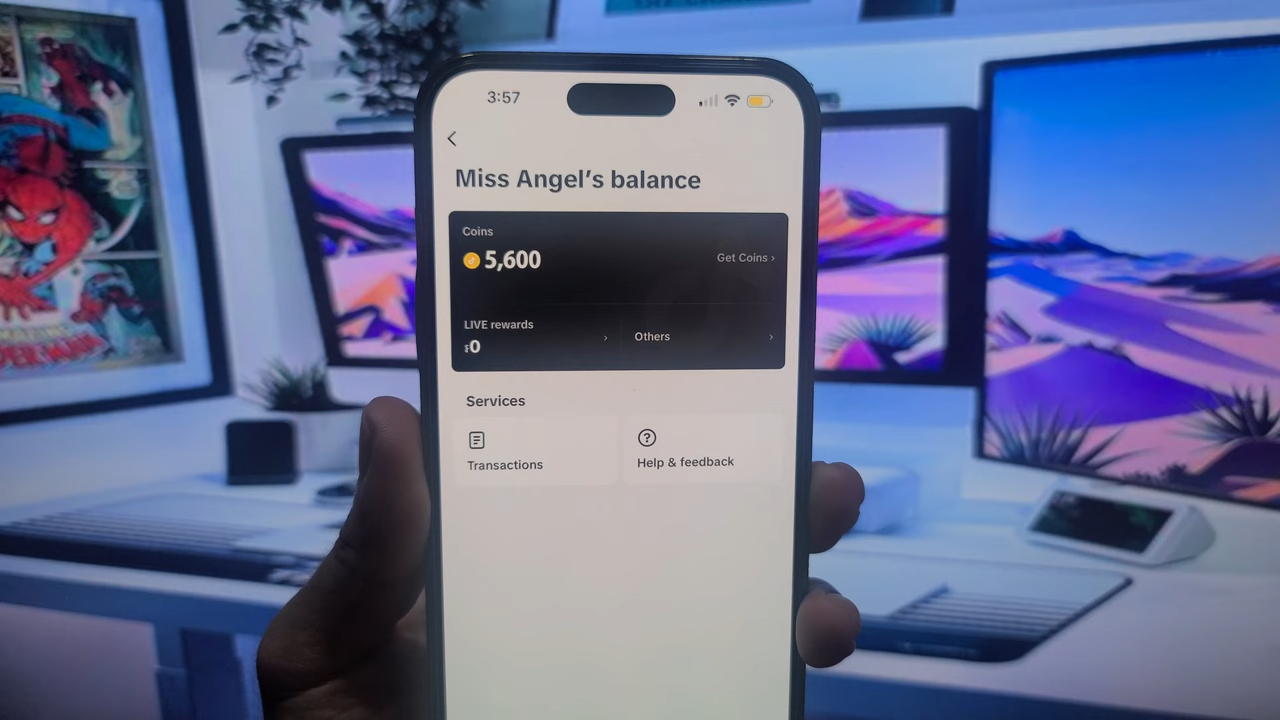 3:57
Miss Angel's balance
Coins
5,600
Get Coins ›
LIVE rewards
$0
Others
Services
Transactions
Help & feedback